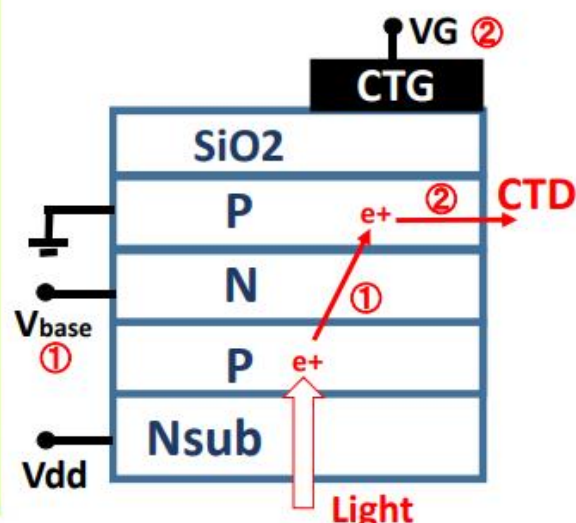 VG ②
CTG
SiO2
P
e+
②
CTD
N
①
Vbase
①
P
e+
Nsub
Vdd
Light